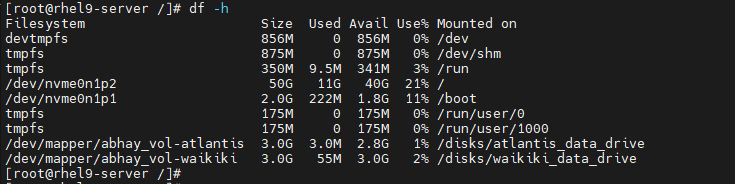 [root@rhel9-server /]# df -h
Filesystem                      Size  Used Avail Use% Mounted on
devtmpfs                        856M     0  856M   0% /dev
tmpfs                           875M     0  875M   0% /dev/shm
tmpfs                           350M  9.5M  341M   3% /run
/dev/nvme0n1p2                   50G   11G   40G  21% /
/dev/nvme0n1p1                  2.0G  222M  1.8G  11% /boot
tmpfs                           175M     0  175M   0% /run/user/0
tmpfs                           175M     0  175M   0% /run/user/1000
/dev/mapper/abhay_vol-atlantis  3.0G  3.0M  2.8G   1% /disks/atlantis_data_drive
/dev/mapper/abhay_vol-waikiki   3.0G   55M  3.0G   2% /disks/waikiki_data_drive
[root@rhel9-server /]#